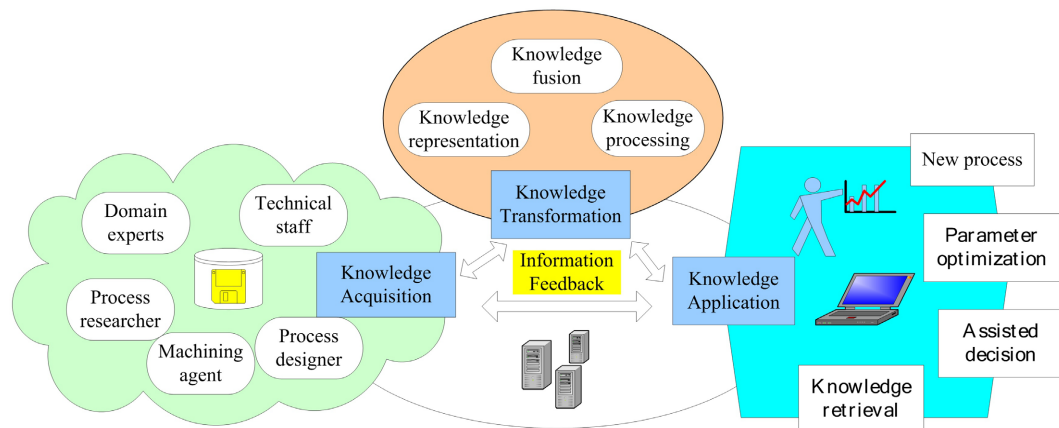 Knowledge
fusion
Knowledge
representation
Knowledge
processing
Knowledge
Transformation
Domain
experts
Technical
staff
Process
researcher
Machining
agent
Process
designer
Knowledge
Acquisition
Information
Feedback
Knowledge
Application
New process
Parameter
optimization
Assisted
decision
Knowledge
retrieval